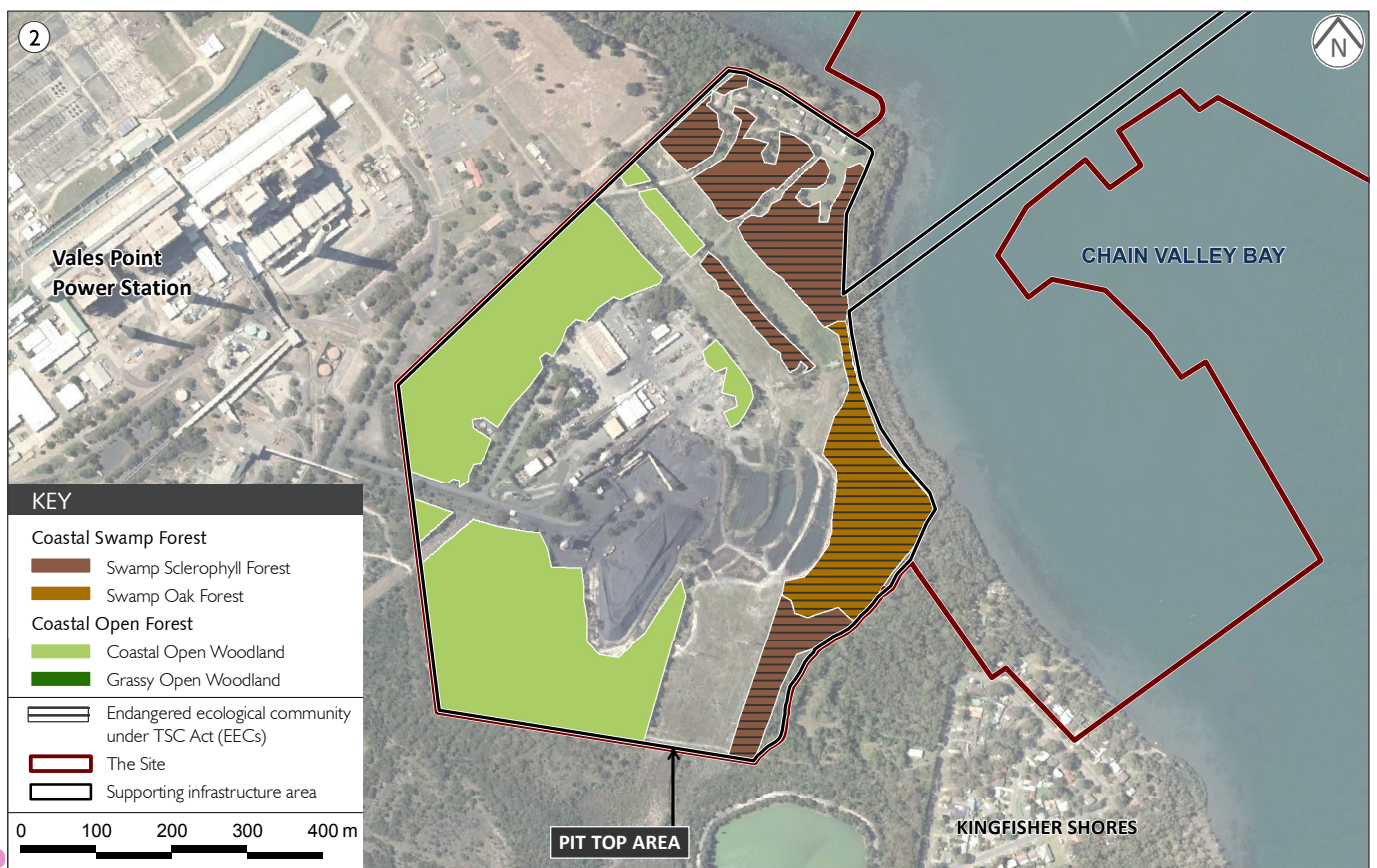 2
N
Vales Point
Power Station
CHAIN VALLEY BAY
KEY
Coastal Swamp Forest
Swamp Sclerophyll Forest
Swamp Oak Forest
Coastal Open Forest
Coastal Open Woodland
Grassy Open Woodland
Endangered ecological community
under TSC Act (EECs)
The Site
Supporting infrastructure area
0 100 200 300 400 m
PIT TOP AREA
KINGFISHER SHORES